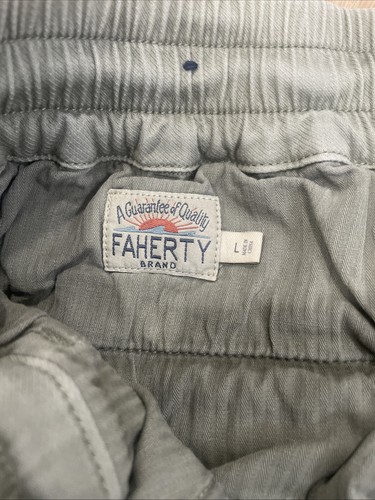 A Guarantee of Quality
FAHERTY
BRAND
L